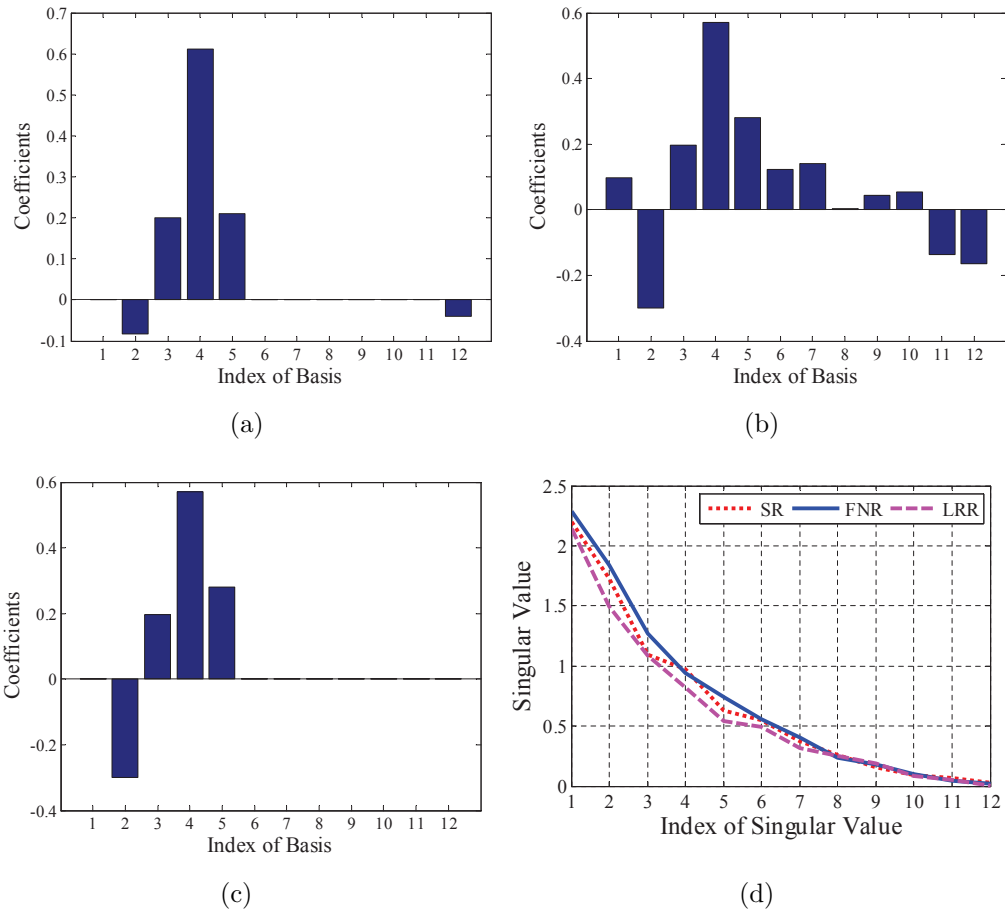 0.7
0.6
0.5
0.4
0.3
0.2
0.1
0
-0.1
Coefficients
1 2 3 4 5 6 7 8 9 10 11 12
Index of Basis
(a)
0.6
0.4
0.2
0
-0.2
-0.4
Coefficients
1 2 3 4 5 6 7 8 9 10 11 12
Index of Basis
(b)
0.6
0.4
0.2
0
-0.2
-0.4
Coefficients
1 2 3 4 5 6 7 8 9 10 11 12
Index of Basis
(c)
2.5
2
1.5
1
0.5
0
Singular Value
SR FNR LRR
1 2 3 4 5 6 7 8 9 10 11 12
Index of Singular Value
(d)